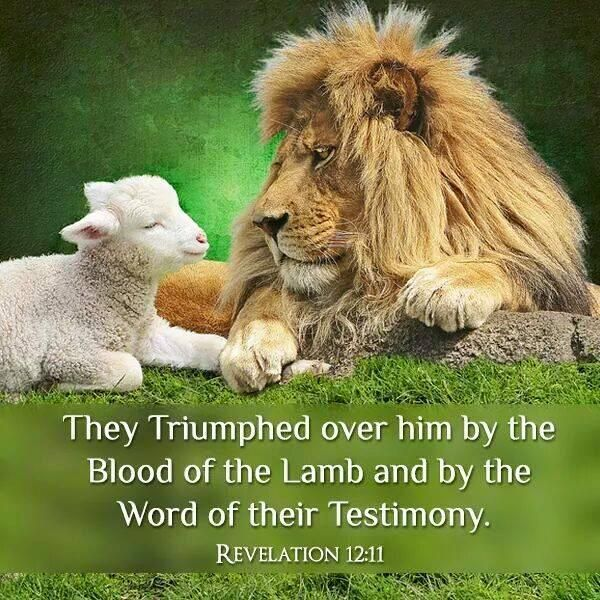 They Triumphed over him by the
Blood of the Lamb and by the
Word of their Testimony.
Revelation 12:11